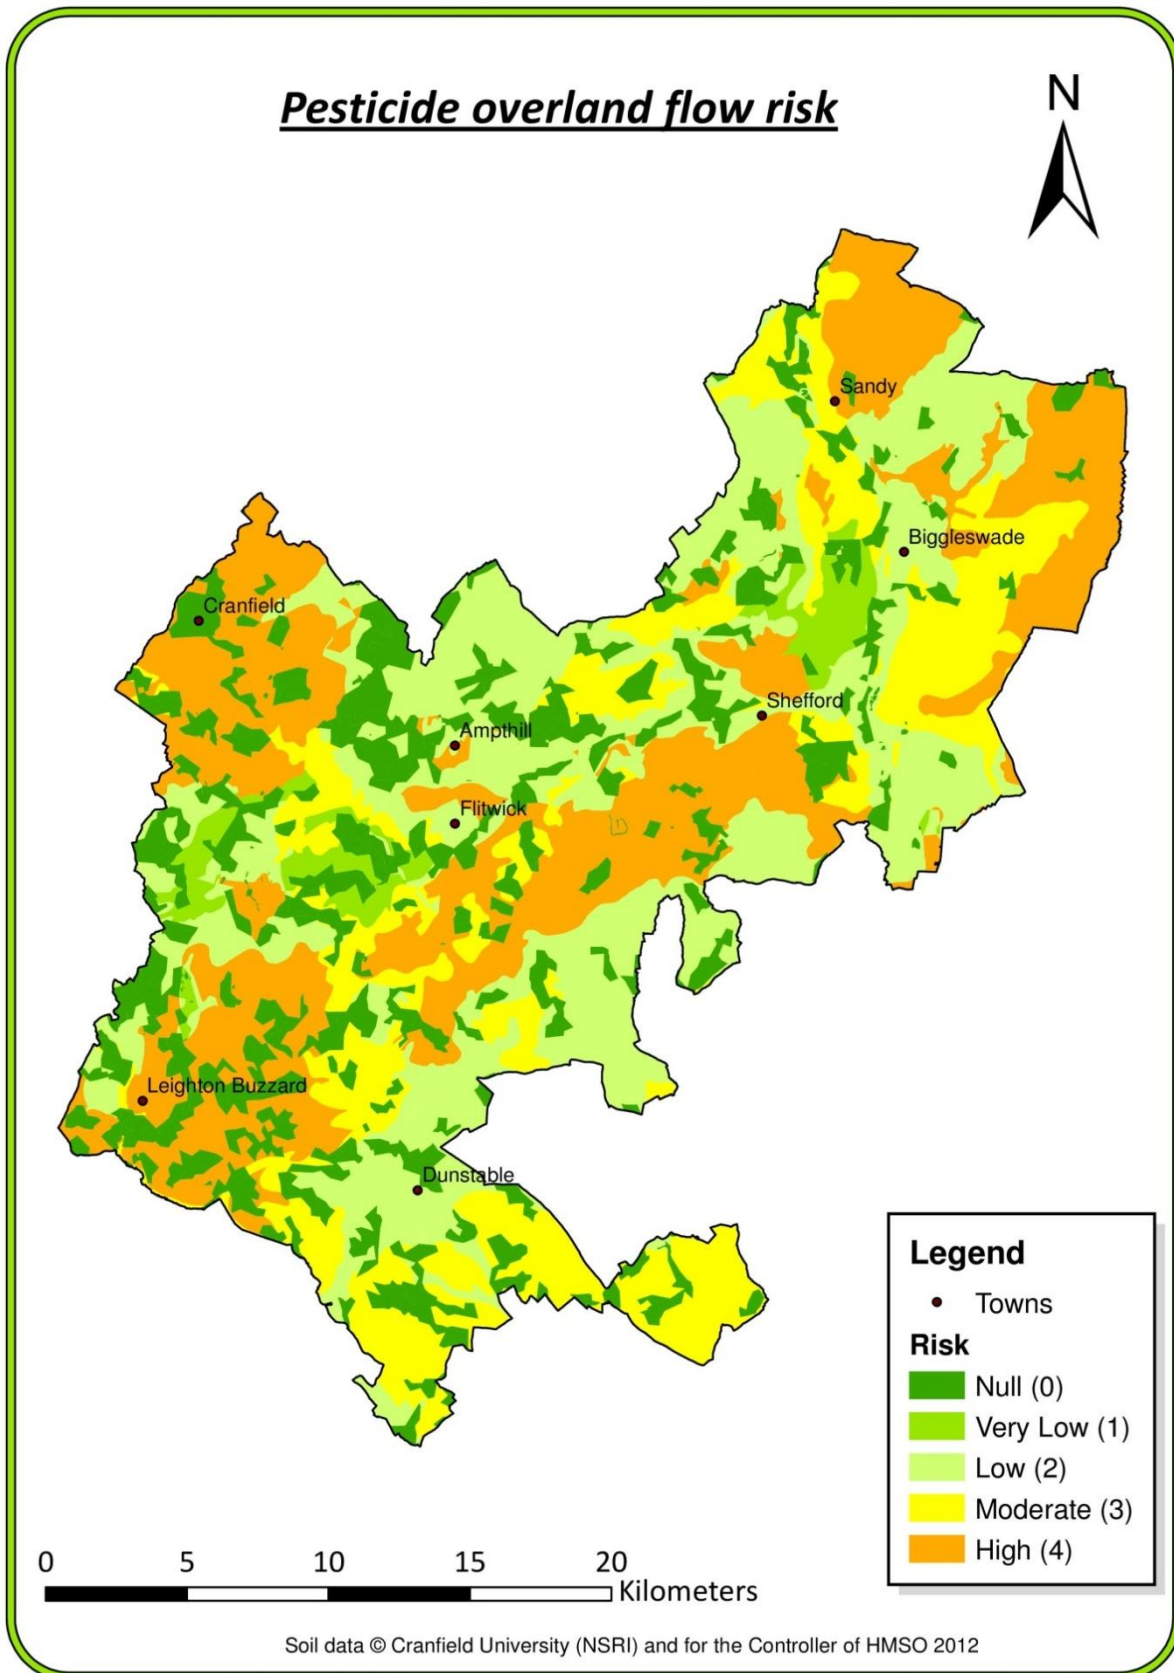 Pesticide overland flow risk
N
Sandy
Biggleswade
Cranfield
Shefford
Ampthill
Flitwick
Leighton Buzzard
Dunstable
Legend
Towns
Risk
Null (0)
Very Low (1)
Low (2)
Moderate (3)
High (4)
0 5 10 15 20
Kilometers
Soil data © Cranfield University (NSRI) and for the Controller of HMSO 2012